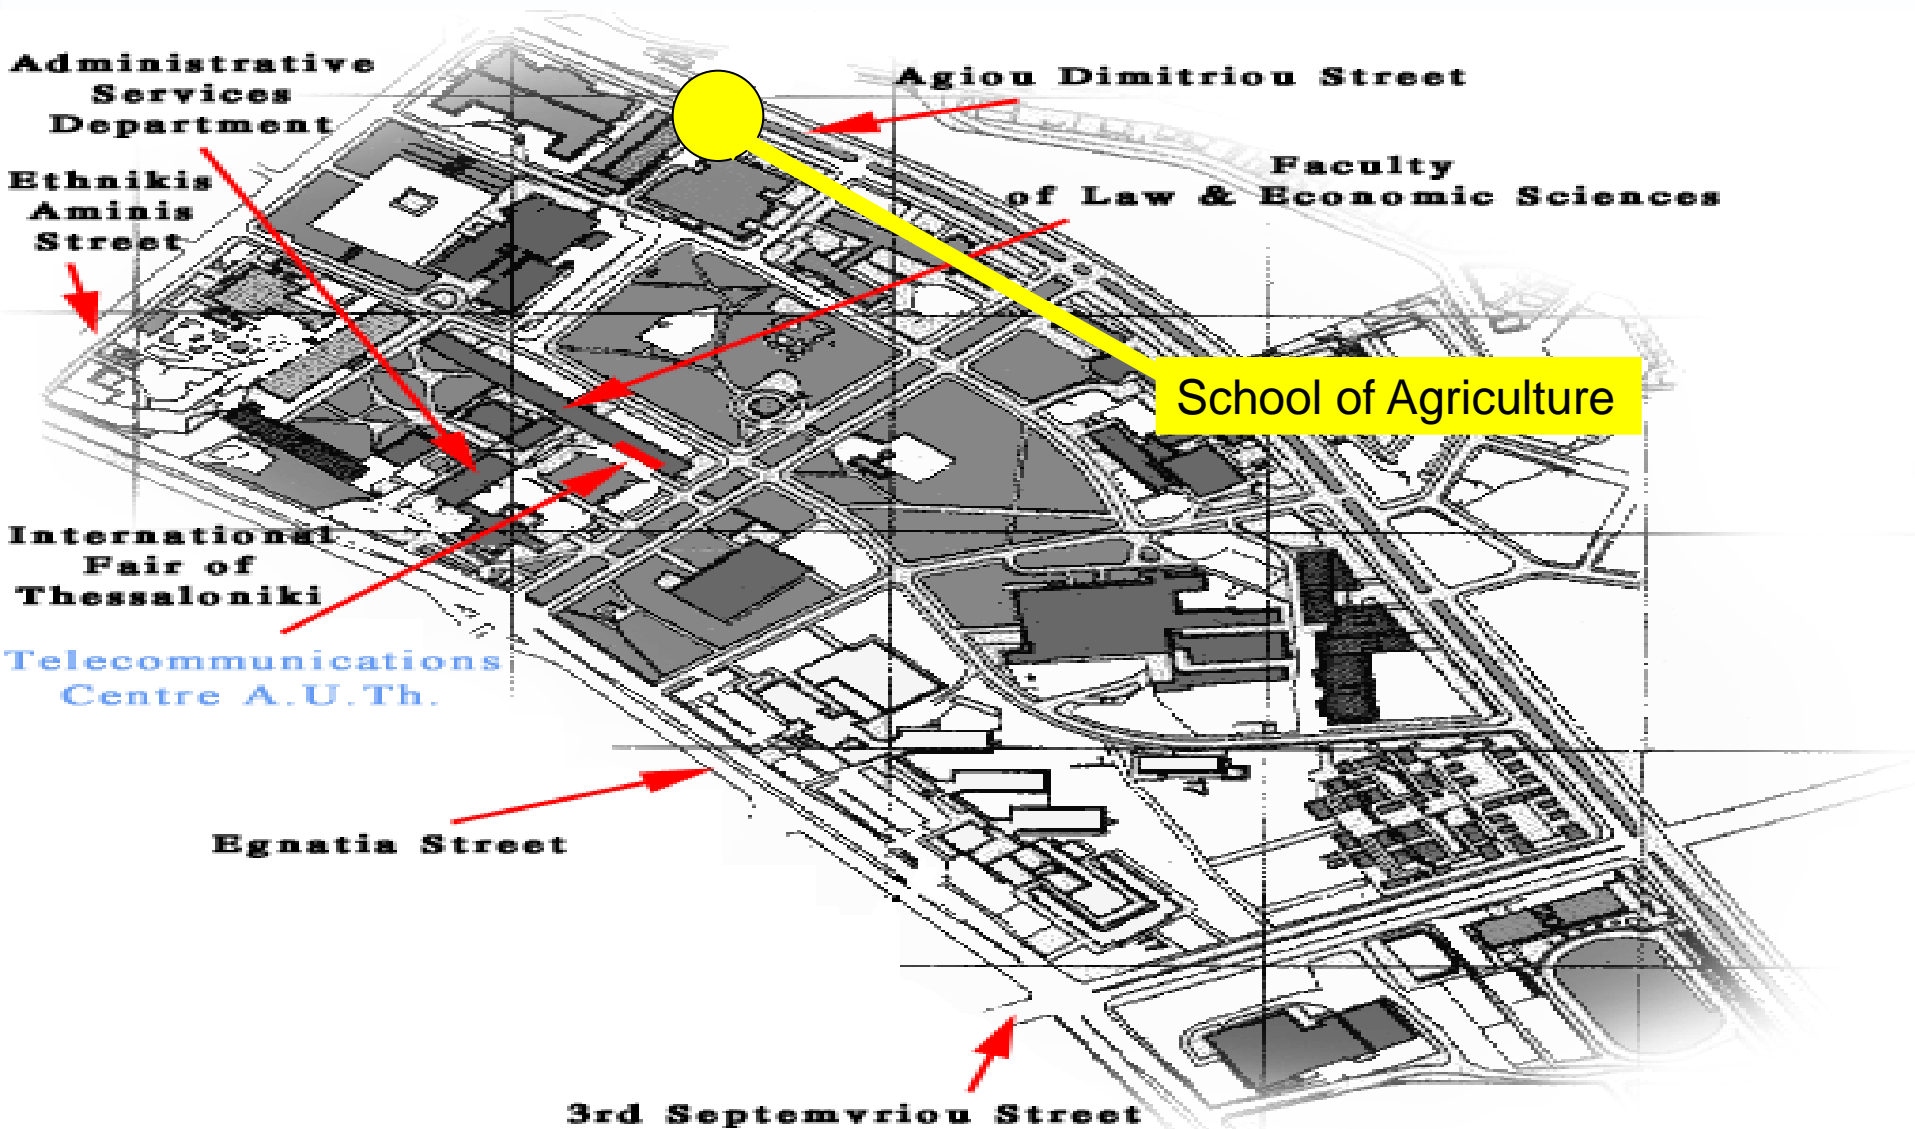 Administrative
Services
Department
Agiou Dimitriou Street
Ethnikis
Aminis
Street
Faculty
of Law & Economic Sciences
School of Agriculture
International
Fair of
Thessaloniki
Telecommunications
Centre A.U.Th.
Egnatia Street
3rd Septemvriou Street